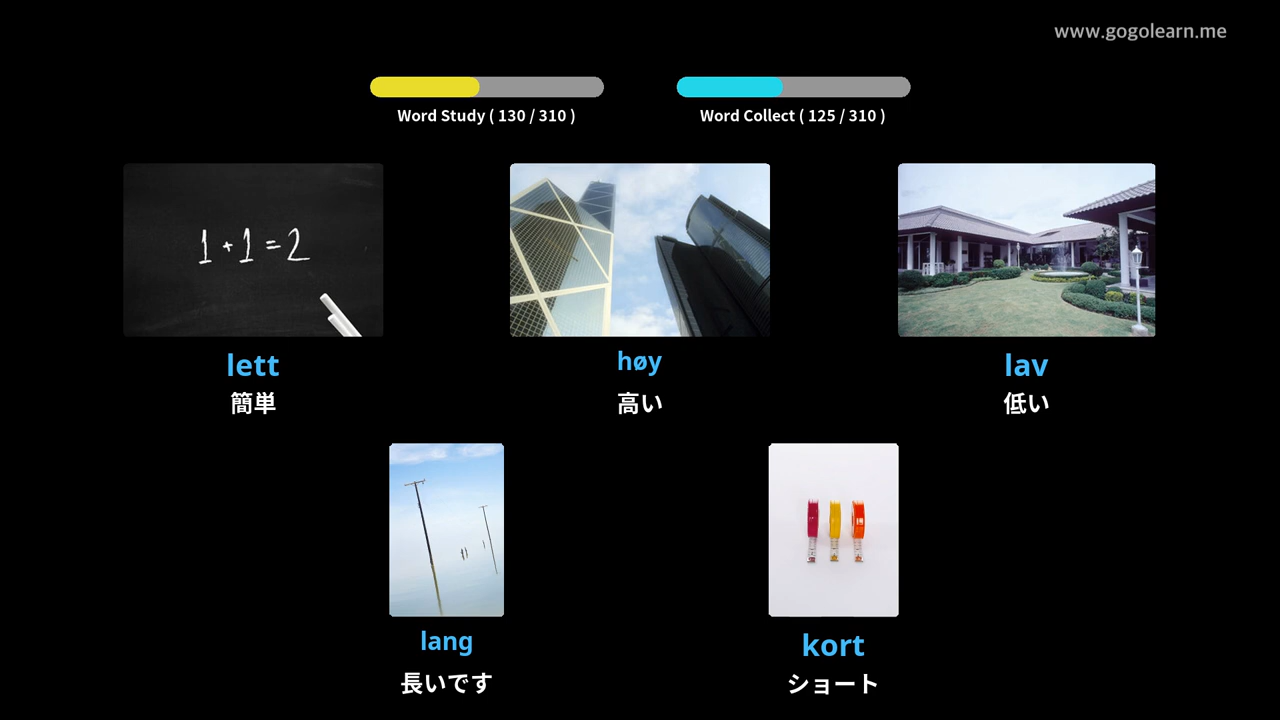 www.gogolearn.me
Word Study ( 130 / 310 )
Word Collect ( 125 / 310 )
1 + 1 = 2
lett
簡単
høy
高い
lav
低い
lang
長いです
kort
ショート